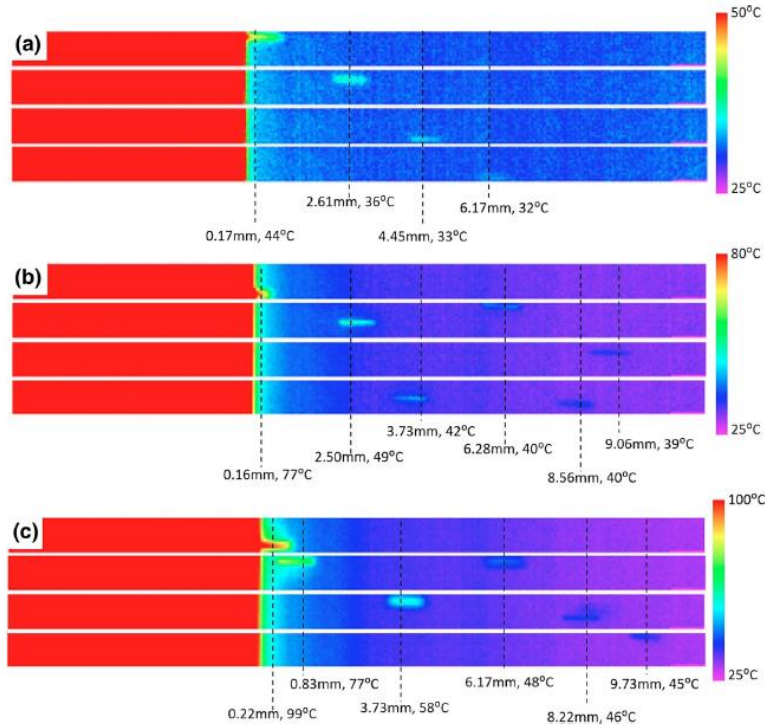 (a)
50°C
25°C
2.61mm, 36°C
6.17mm, 32°C
0.17mm, 44°C
4.45mm, 33°C
(b)
80°C
25°C
3.73mm, 42°C
9.06mm, 39°C
2.50mm, 49°C
6.28mm, 40°C
0.16mm, 77°C
8.56mm, 40°C
(c)
100°C
25°C
0.83mm, 77°C
6.17mm, 48°C
9.73mm, 45°C
0.22mm, 99°C
3.73mm, 58°C
8.22mm, 46°C